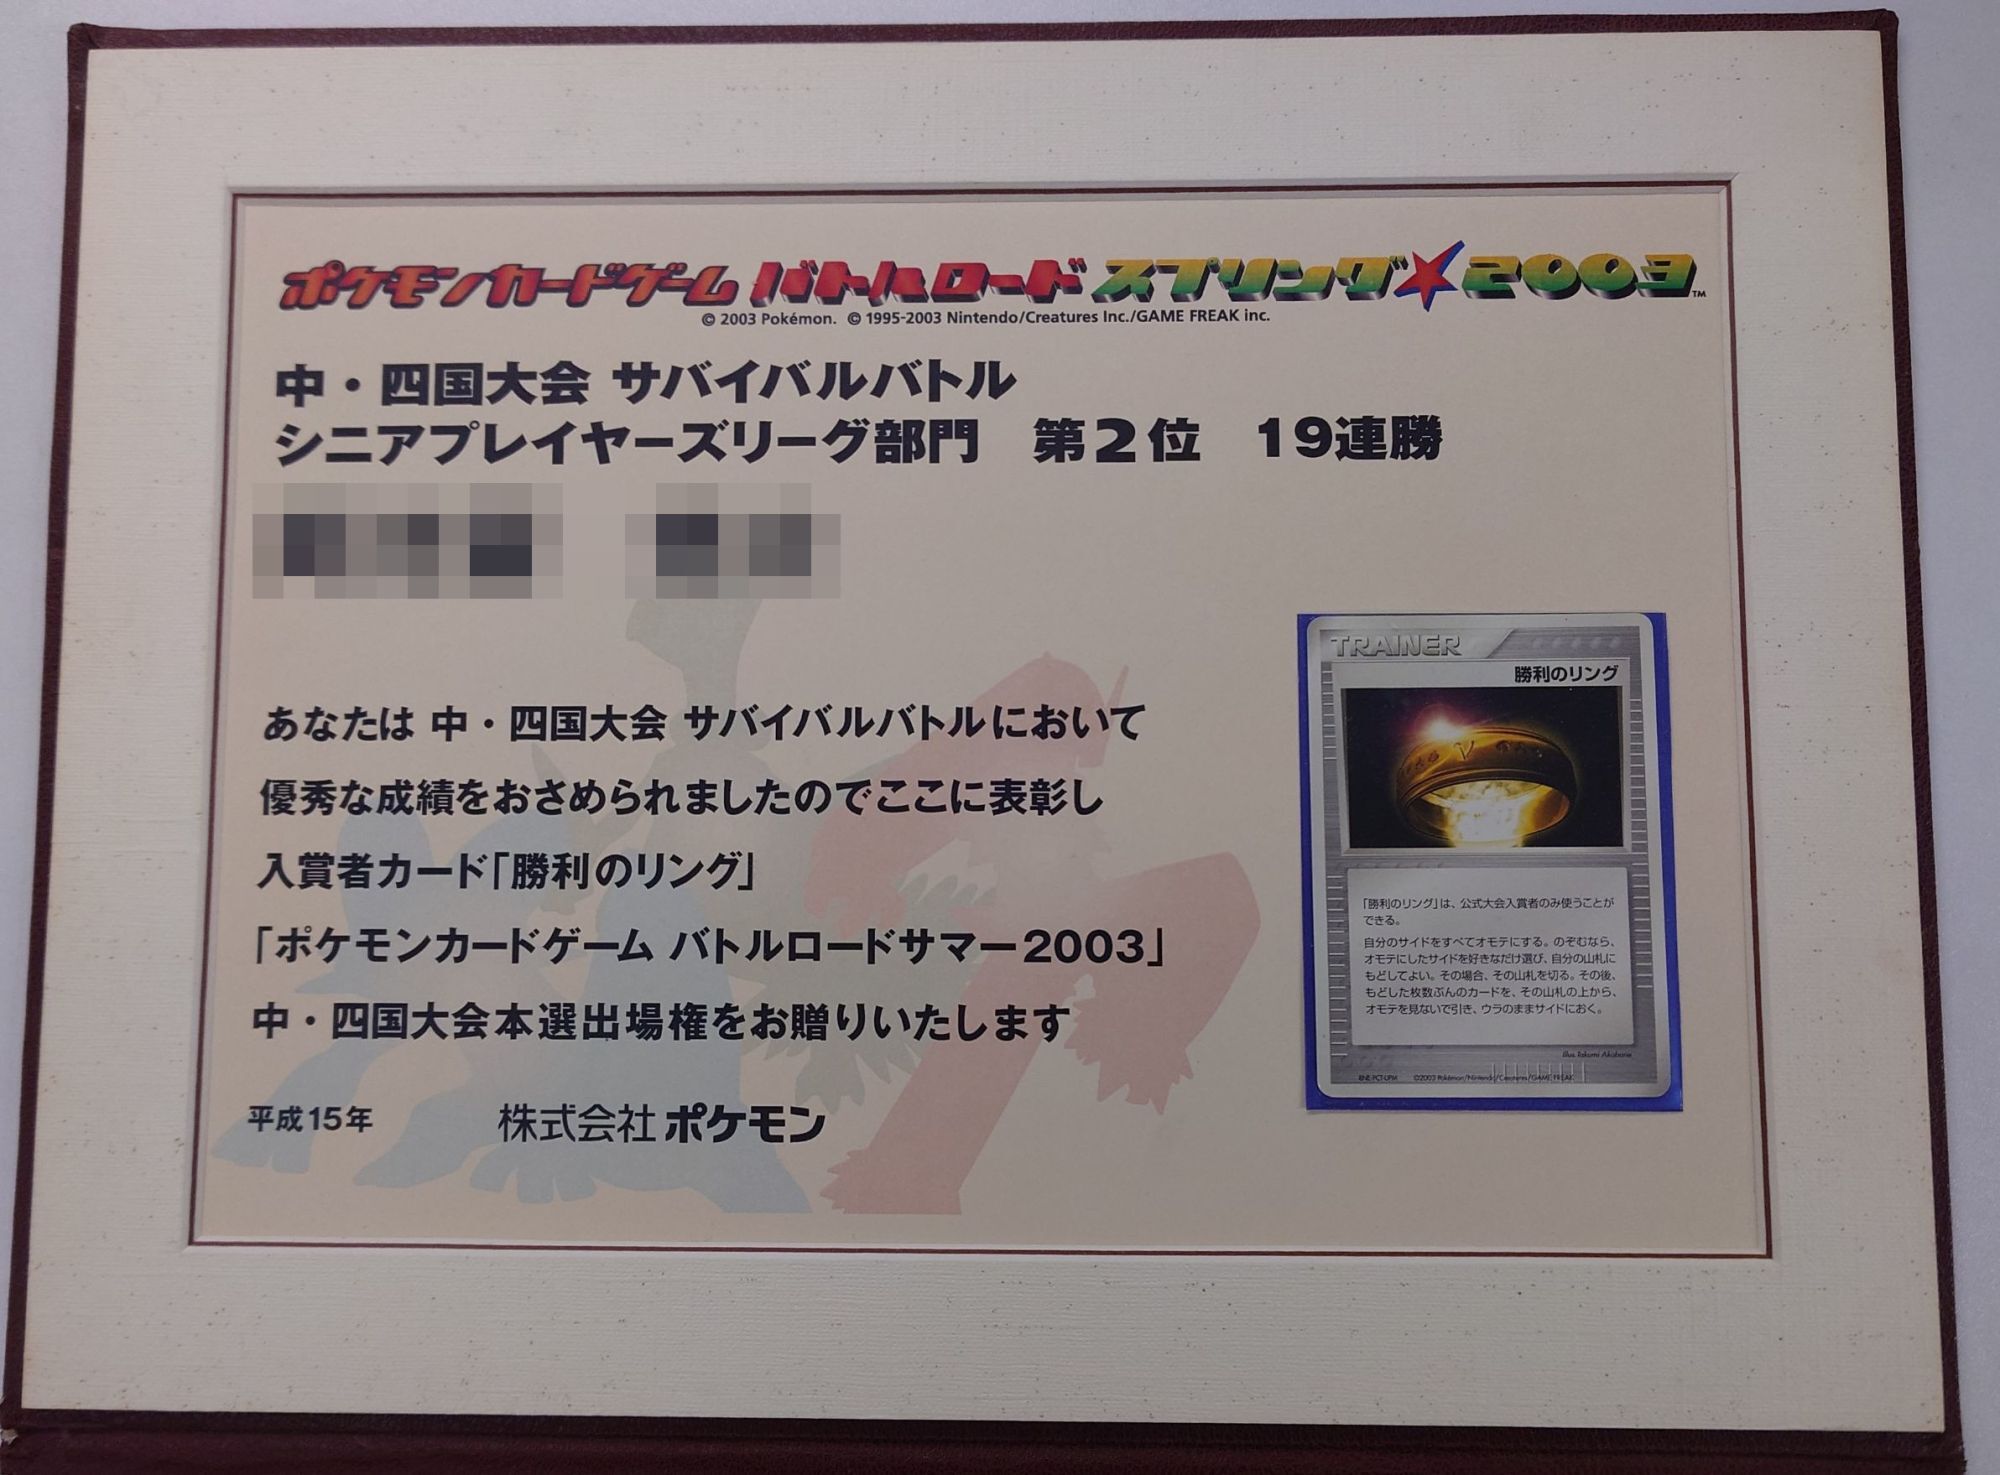 ポケモンカードゲーム バトルロード スプリング★2003™
© 2003 Pokémon. © 1995-2003 Nintendo/Creatures Inc./GAME FREAK inc.
中・四国大会 サバイバルバトル
シニアプレイヤーズリーグ部門 第2位 19連勝
あなたは 中・四国大会 サバイバルバトルにおいて
優秀な成績をおさめられましたのでここに表彰し
入賞者カード「勝利のリング」
「ポケモンカードゲーム バトルロードサマー2003」
中・四国大会本選出場権をお贈りいたします
平成15年 株式会社ポケモン
TRAINER
勝利のリング
「勝利のリング」は、公式大会入賞者のみ使うことが
できる。
自分のサイドをすべてオモテにする。のぞむなら、
オモテにしたサイドを好きなだけ選び、自分の山札に
もどしてよい。その場合、その山札を切る。その後、
もどした枚数ぶんのカードを、その山札の上から、
オモテを見ないで引き、ウラのままサイドにおく。
Illus. Takumi Akabane
©2003 Pokémon/Nintendo/Creatures/GAME FREAK